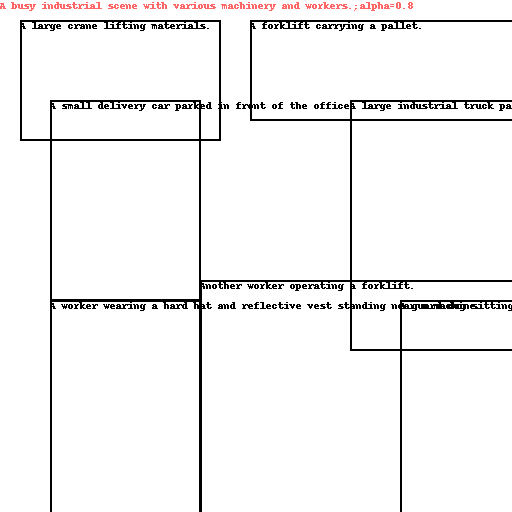 A busy industrial scene with various machinery and workers.;alpha=0.8
A large crane lifting materials.
A forklift carrying a pallet.
A small delivery car parked in front of the office
A large industrial truck pa
Another worker operating a forklift.
A worker wearing a hard hat and reflective vest standing near
sitting